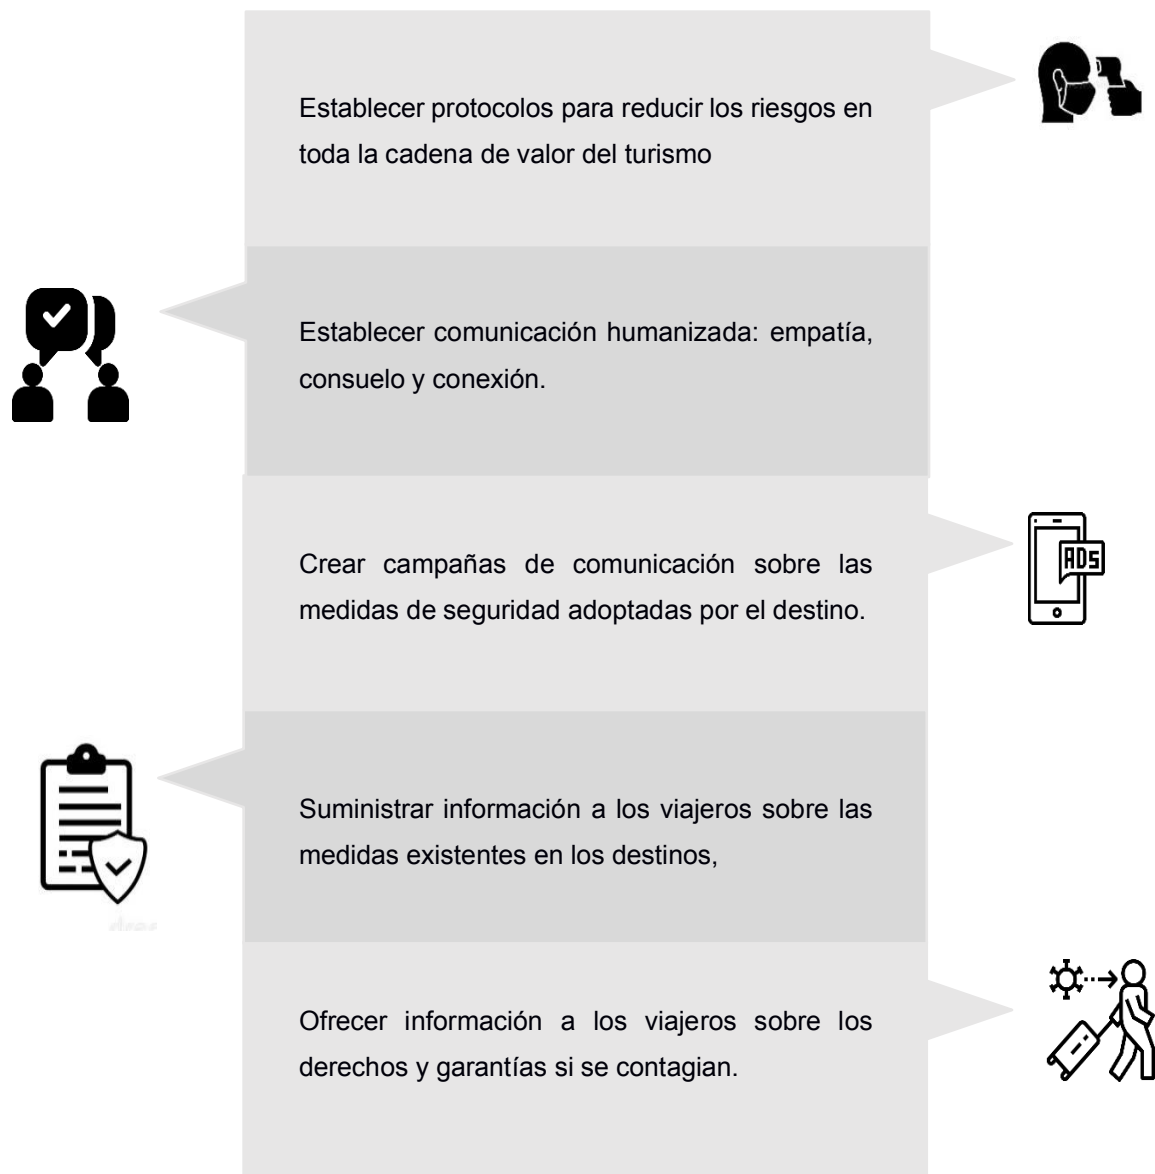 Establecer protocolos para reducir los riesgos en
toda la cadena de valor del turismo
Establecer comunicación humanizada: empatía,
consuelo y conexión.
Crear campañas de comunicación sobre las
medidas de seguridad adoptadas por el destino.
ADS
Suministrar información a los viajeros sobre las
medidas existentes en los destinos,
Ofrecer información a los viajeros sobre los
derechos y garantías si se contagian.